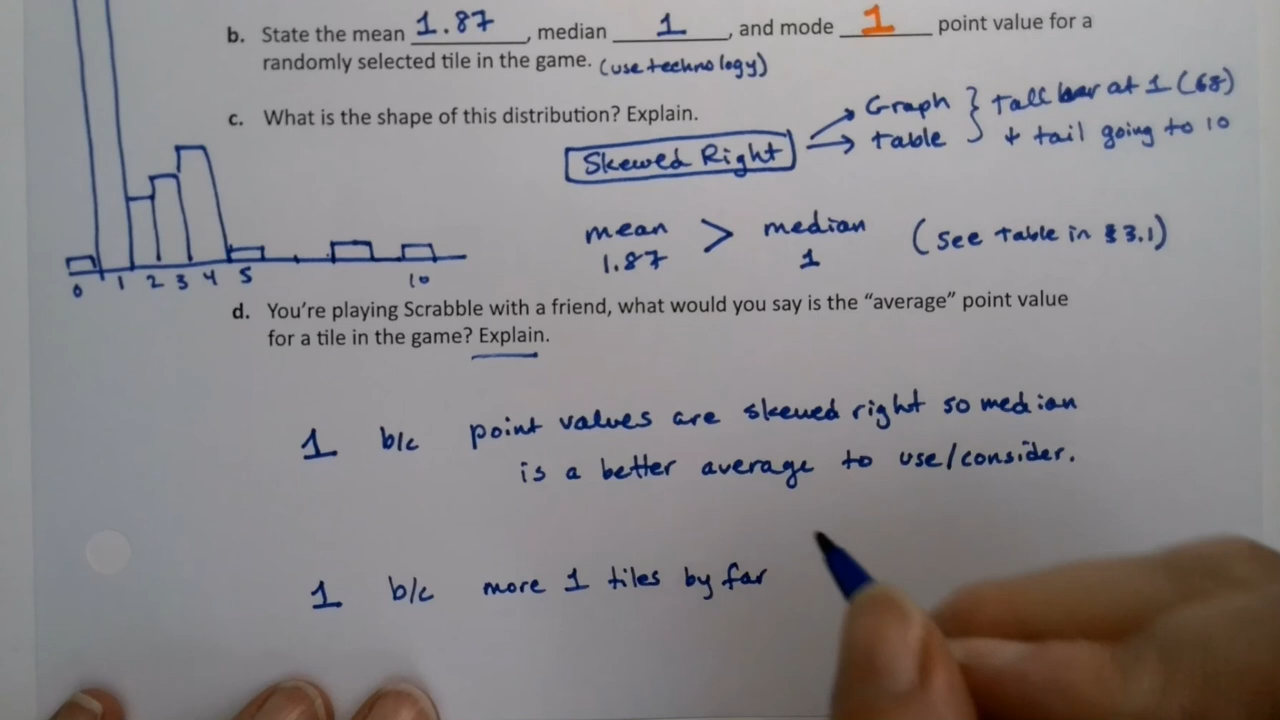 b. State the mean 1.87, median 1, and mode 1 point value for a
randomly selected tile in the game. (use technology)
c. What is the shape of this distribution? Explain.
Skewed Right
Graph
table
tall bar at 1 (68)
+ tail going to 10
mean > median (see table in §3.1)
1.87 1
0 1 2 3 4 5 10
d. You're playing Scrabble with a friend, what would you say is the “average” point value
for a tile in the game? Explain.
1 b/c point values are skewed right so median
is a better average to use/consider.
1 b/c more 1 tiles by far